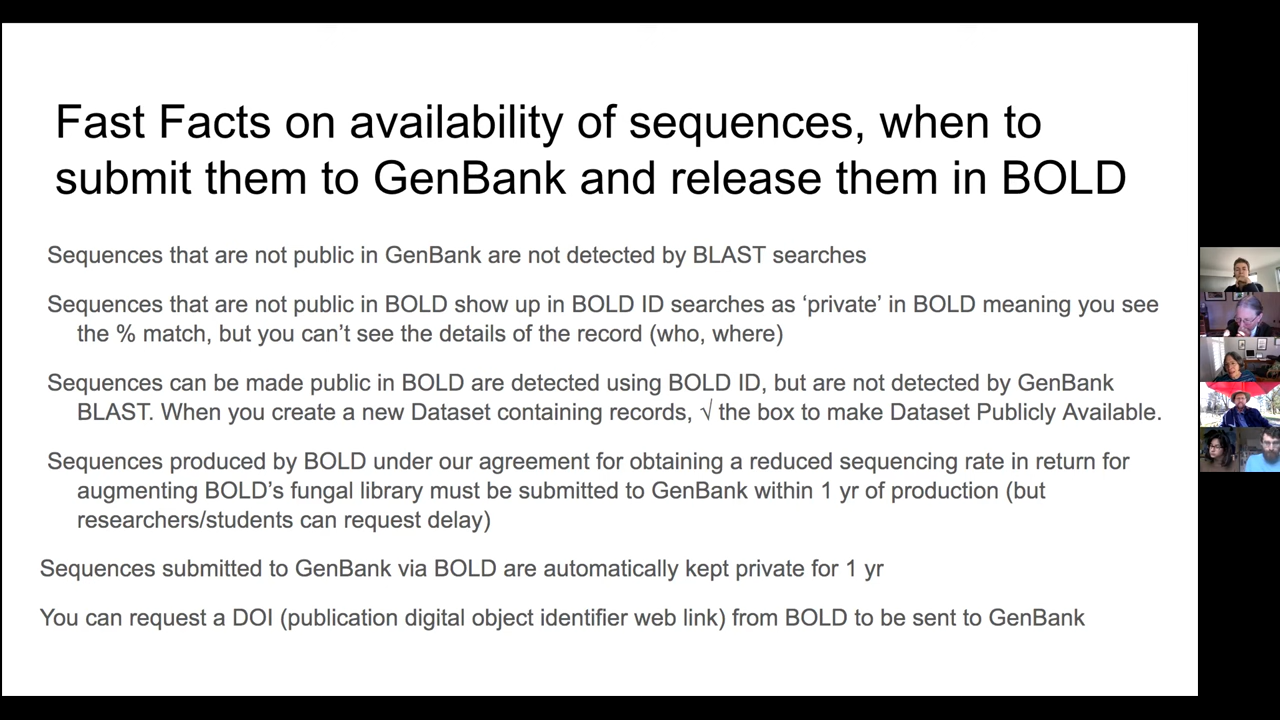 Fast Facts on availability of sequences, when to
submit them to GenBank and release them in BOLD
Sequences that are not public in GenBank are not detected by BLAST searches
Sequences that are not public in BOLD show up in BOLD ID searches as ‘private’ in BOLD meaning you see
the % match, but you can’t see the details of the record (who, where)
Sequences can be made public in BOLD are detected using BOLD ID, but are not detected by GenBank
BLAST. When you create a new Dataset containing records, √ the box to make Dataset Publicly Available.
Sequences produced by BOLD under our agreement for obtaining a reduced sequencing rate in return for
augmenting BOLD’s fungal library must be submitted to GenBank within 1 yr of production (but
researchers/students can request delay)
Sequences submitted to GenBank via BOLD are automatically kept private for 1 yr
You can request a DOI (publication digital object identifier web link) from BOLD to be sent to GenBank